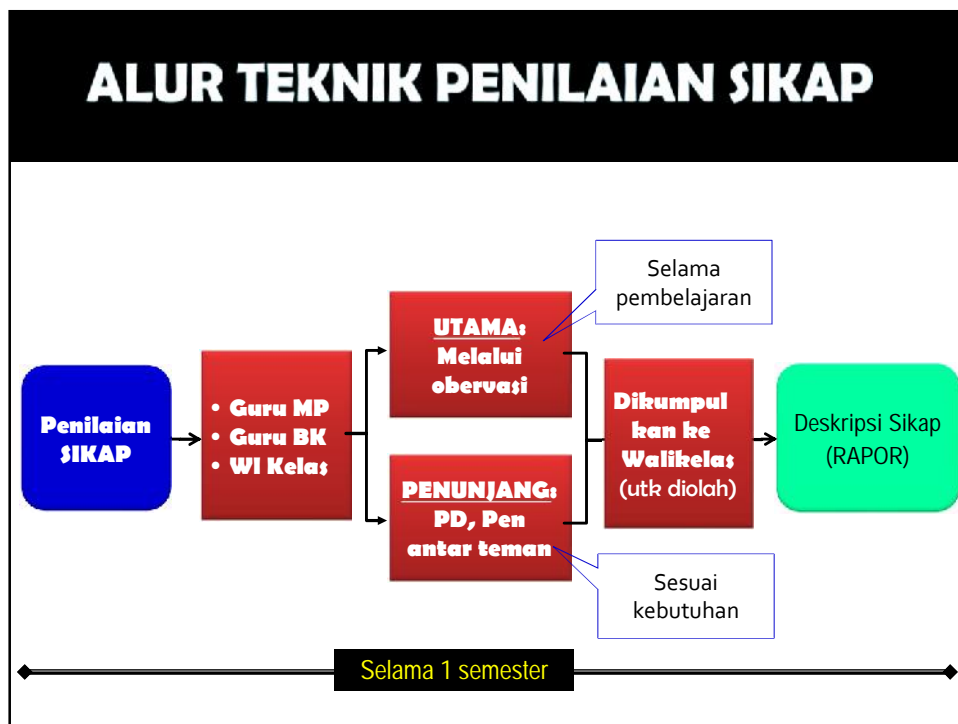 ALUR TEKNIK PENILAIAN SIKAP
Penilaian
SIKAP
• Guru MP
• Guru BK
• Wl Kelas
UTAMA:
Melalui
obervasi
Selama
pembelajaran
PENUNJANG:
PD, Pen
antar teman
Sesuai
kebutuhan
Dikumpul
kan ke
Walikelas
(utk diolah)
Deskripsi Sikap
(RAPOR)
Selama 1 semester